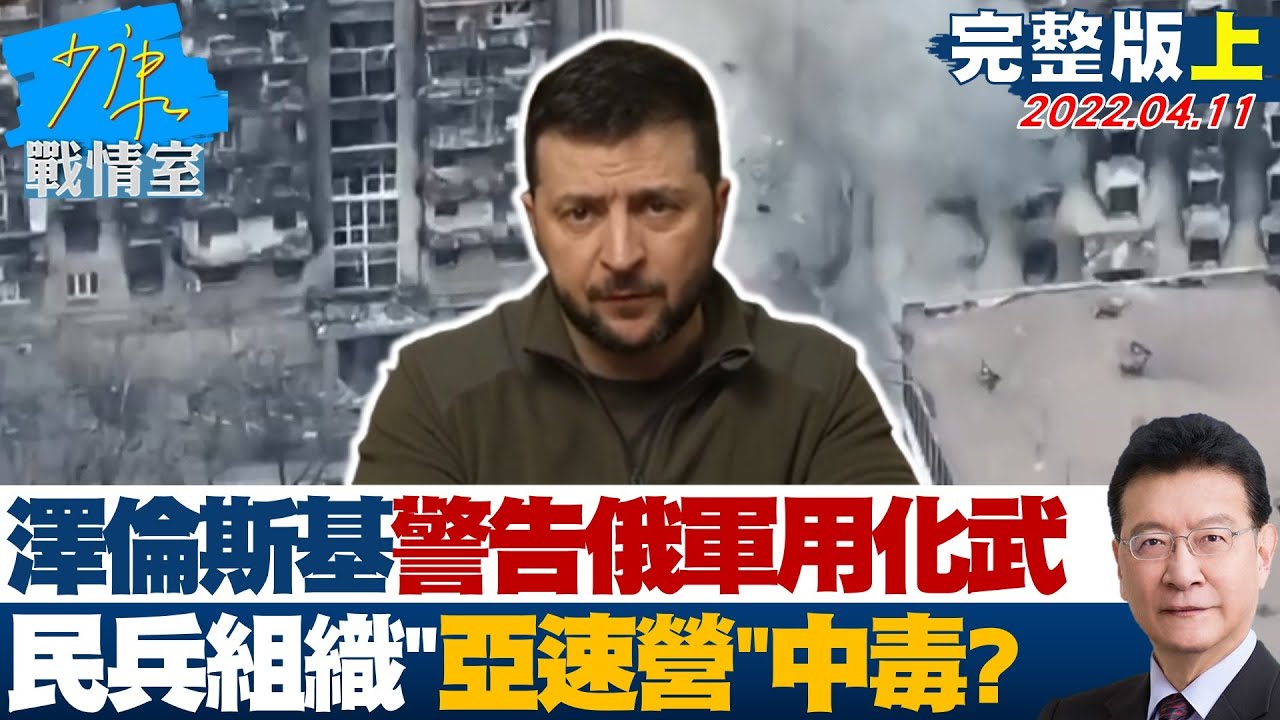 少康
戰情室
完整版上
2022.04.11
澤倫斯基警告俄軍用化武
民兵組織"亞速營"中毒?